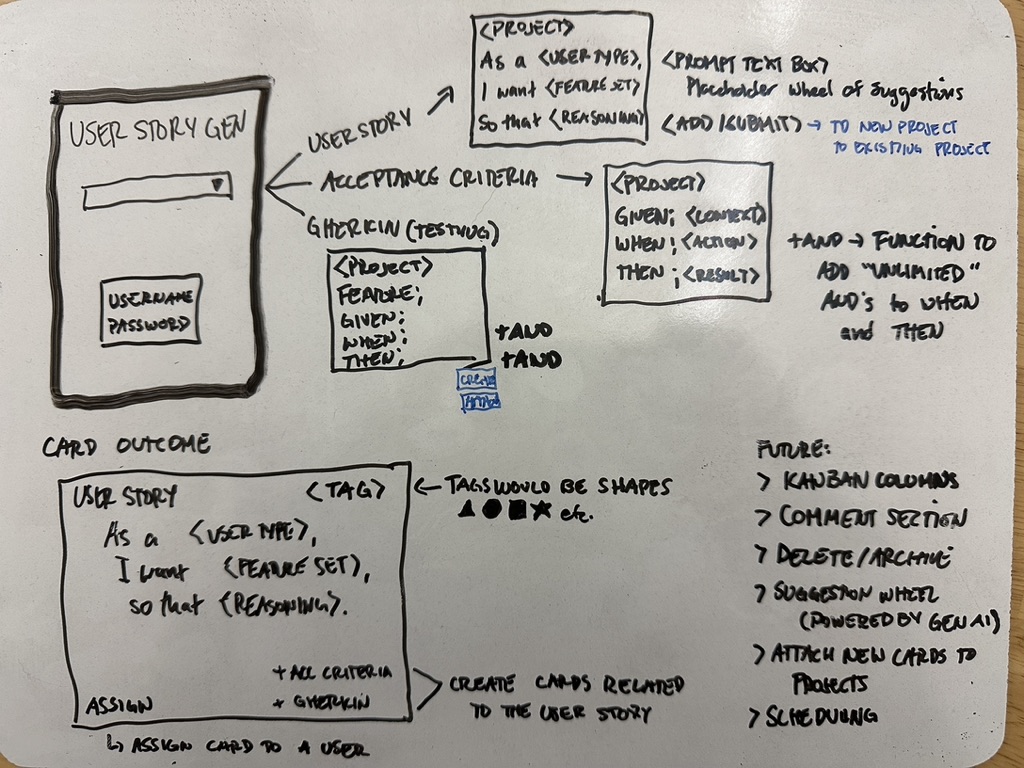 USER STORY GEN
USERNAME
PASSWORD
USER STORY
<PROJECT>
As a <USER TYPE>,
I want <FEATURE SET>
So that <REASONING>
<PROMPT TEXT BOX>
Placeholder wheel of suggestions
<ADD/SUBMIT> → TO NEW PROJECT
TO EXISTING PROJECT
ACCEPTANCE CRITERIA →
<PROJECT>
GIVEN; <CONTEXT>
WHEN; <ACTION>
THEN; <RESULT>
+AND → FUNCTION TO
ADD "UNLIMITED"
AND's to WHEN
and THEN
GHERKIN (TESTING)
<PROJECT>
FEATURE;
GIVEN;
WHEN;
THEN;
+AND
+AND
CREATE
CARD OUTCOME
USER STORY <TAG>
As a <USER TYPE>,
I want <FEATURE SET>,
so that <REASONING>.
+ ACC CRITERIA
ASSIGN + GHERKIN
↳ ASSIGN CARD TO A USER
← TAGS WOULD BE SHAPES
▲ ● ■ ★ etc.
CREATE CARDS RELATED
TO THE USER STORY
FUTURE:
> KANBAN COLUMNS
> COMMENT SECTION
> DELETE/ARCHIVE
> SUGGESTION WHEEL
(POWERED BY GEN AI)
> ATTACH NEW CARDS TO
PROJECTS
> SCHEDULING